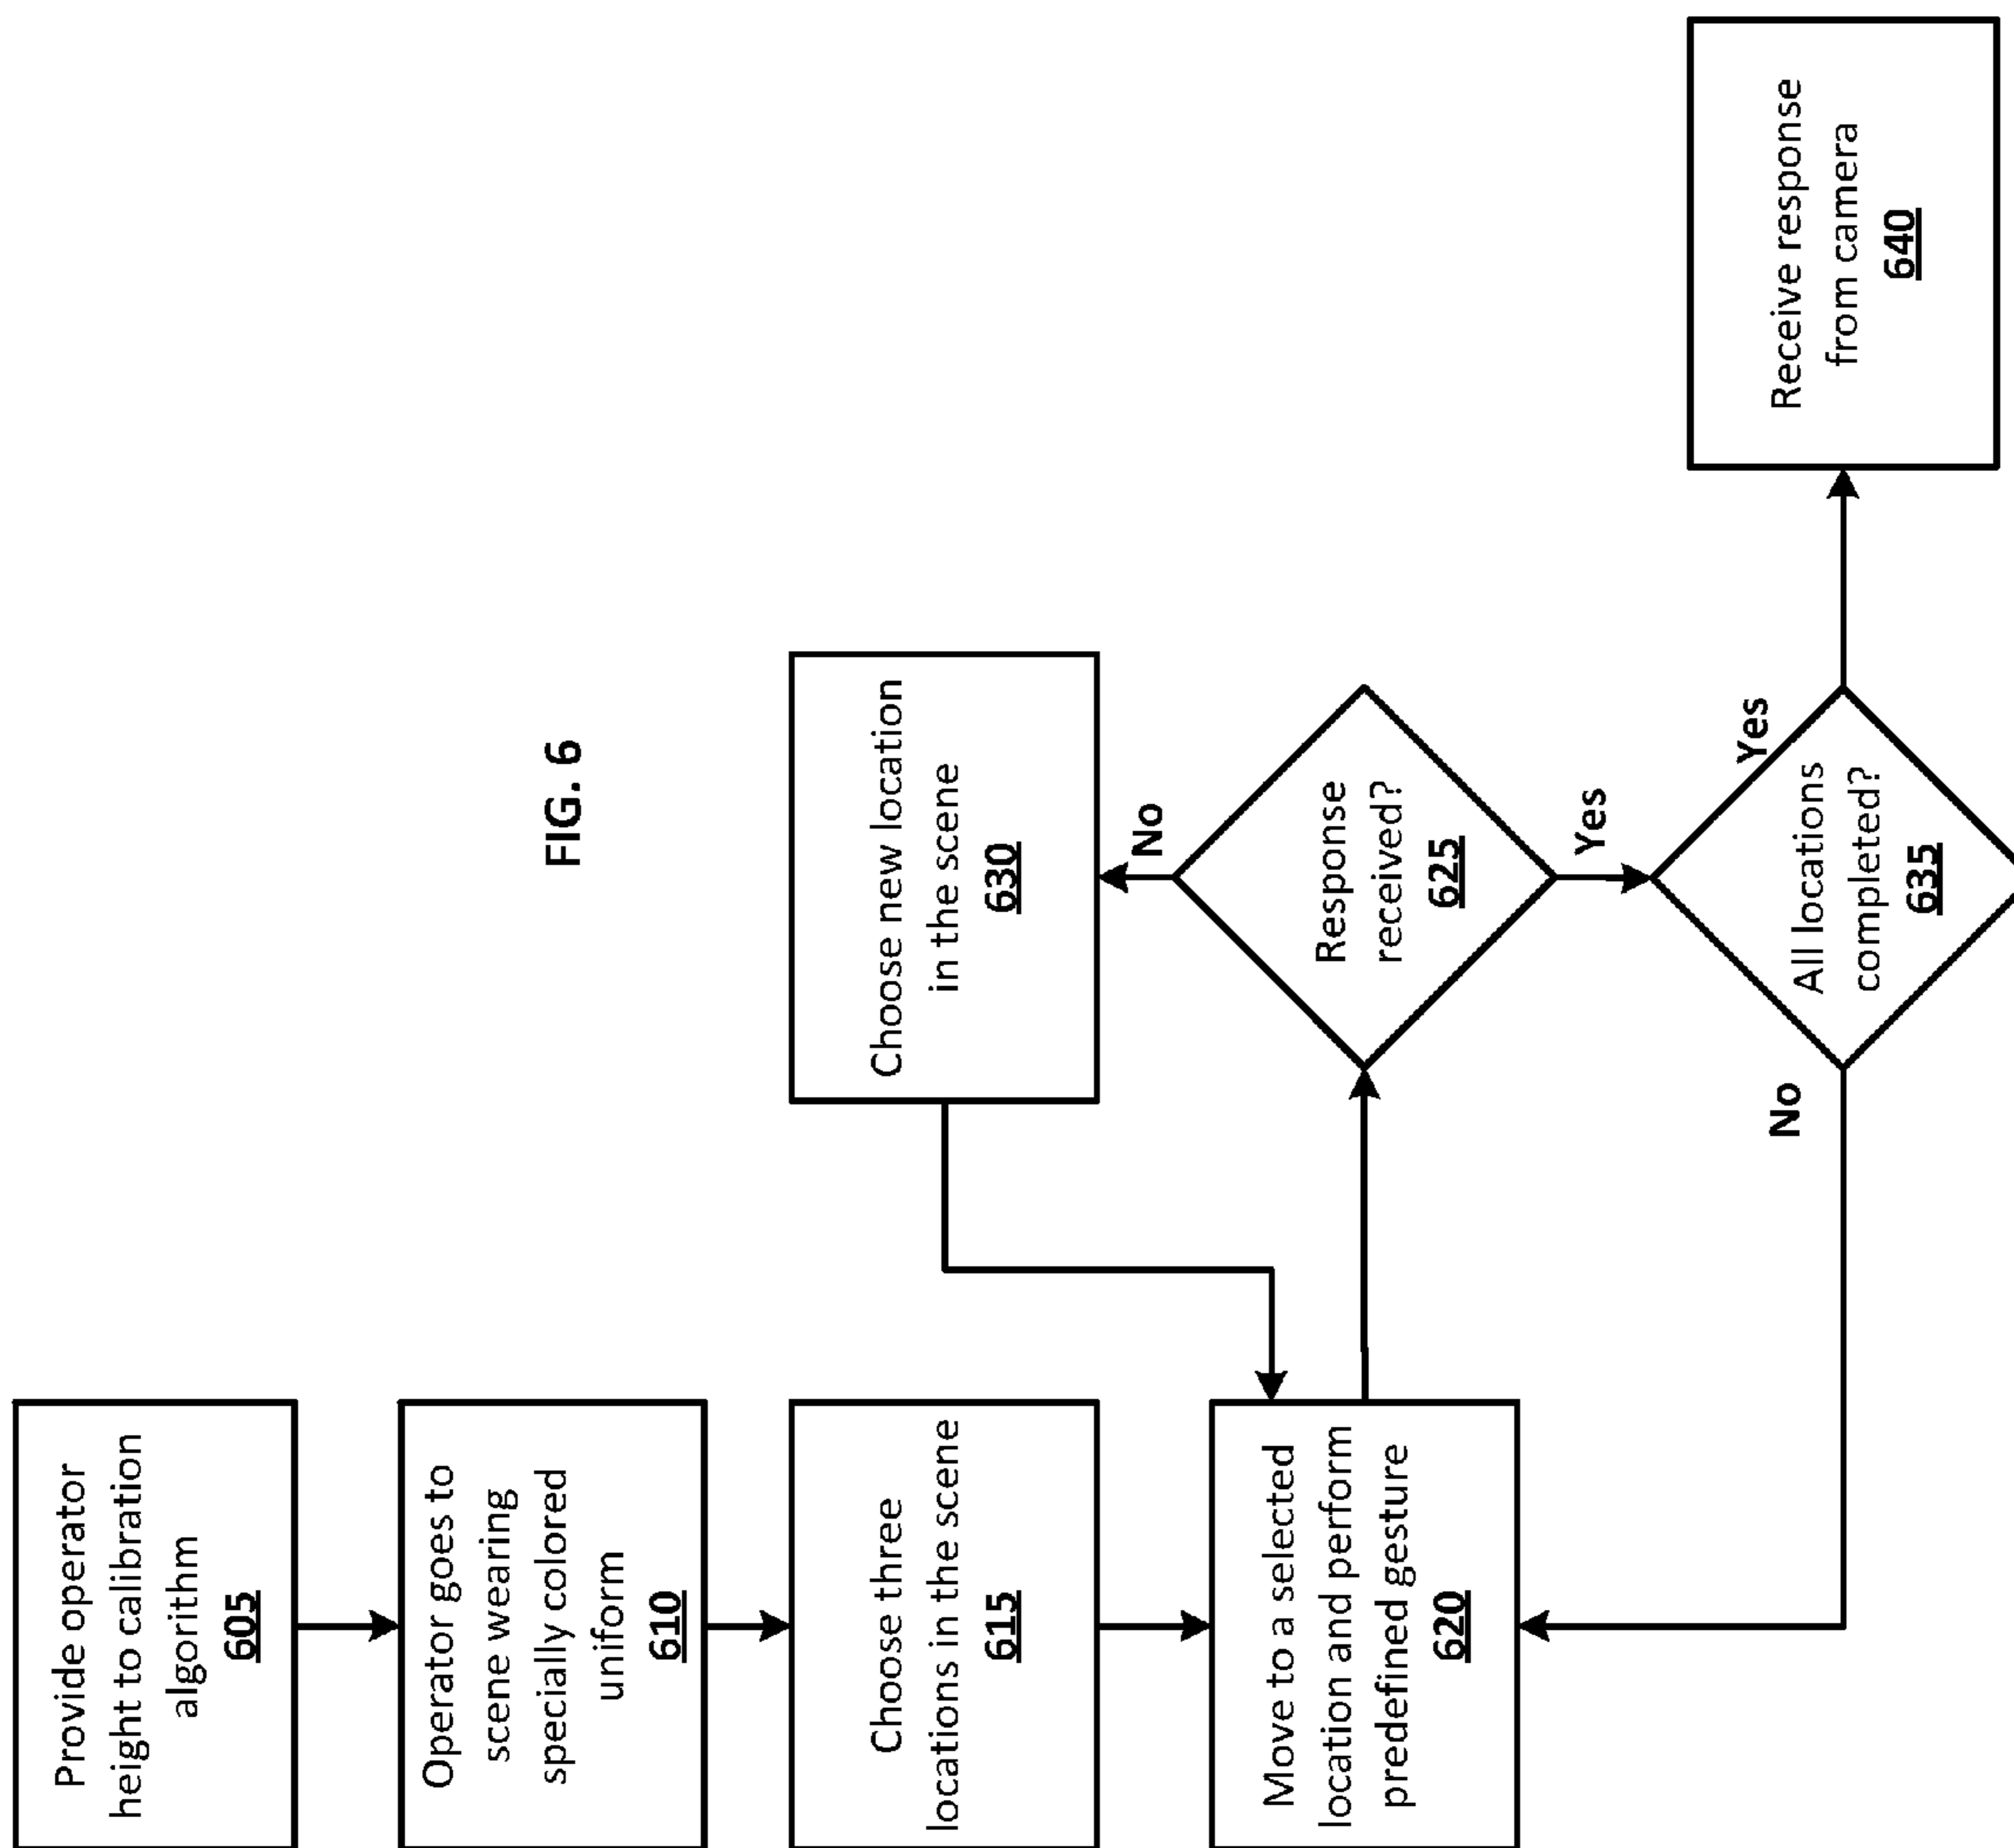 Provide operator
height to calibration
algorithm
605
Operator goes to
scene wearing
specially colored
uniform
610
Choose three
locations in the scene
615
Move to a selected
location and perform
predefined gesture
620
Response
received?
625
No
Choose new location
in the scene
630
Yes
All locations
completed?
635
No
Yes
Receive response
from camera
640
FIG. 6